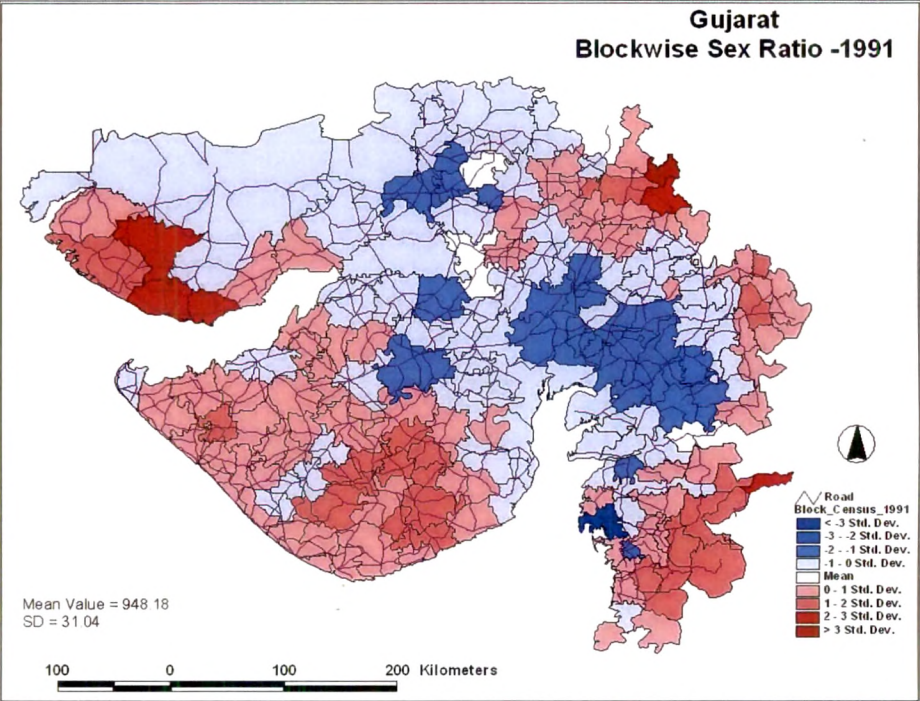 Gujarat
Blockwise Sex Ratio -1991
Road
Block_Census_1991
< -3 Std. Dev.
-3 - -2 Std. Dev.
-2 - -1 Std. Dev.
-1 - 0 Std. Dev.
Mean
0 - 1 Std. Dev.
1 - 2 Std. Dev.
2 - 3 Std. Dev.
> 3 Std. Dev.
Mean Value = 948.18
SD = 31.04
100 0 100 200 Kilometers